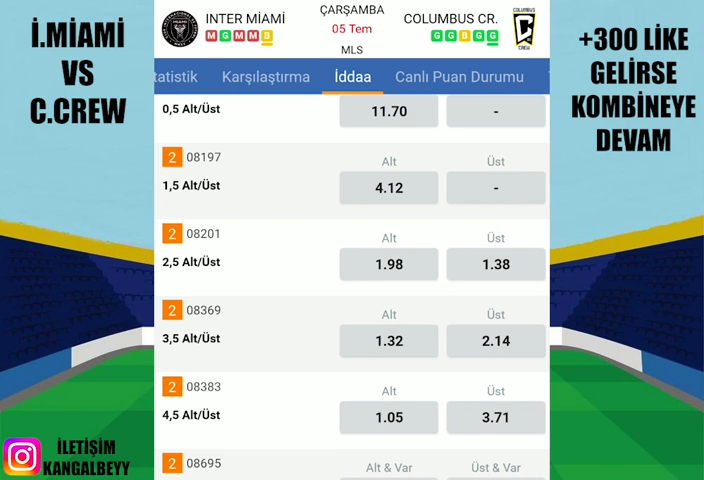 İ.MİAMİ
VS
C.CREW
INTER MIAMI
M G M M B
ÇARŞAMBA
05 Tem
MLS
COLUMBUS CR.
G G B G G
+300 LİKE
GELİRSE
KOMBİNEYE
DEVAM
tatistik Karşılaştırma İddaa Canlı Puan Durumu
0,5 Alt/Üst 11.70 -
2 08197
Alt Üst
1,5 Alt/Üst 4.12 -
2 08201
Alt Üst
2,5 Alt/Üst 1.98 1.38
2 08369
Alt Üst
3,5 Alt/Üst 1.32 2.14
2 08383
Alt Üst
4,5 Alt/Üst 1.05 3.71
2 08695
Alt & Var Üst & Var
İLETİŞİM
KANGALBEYY